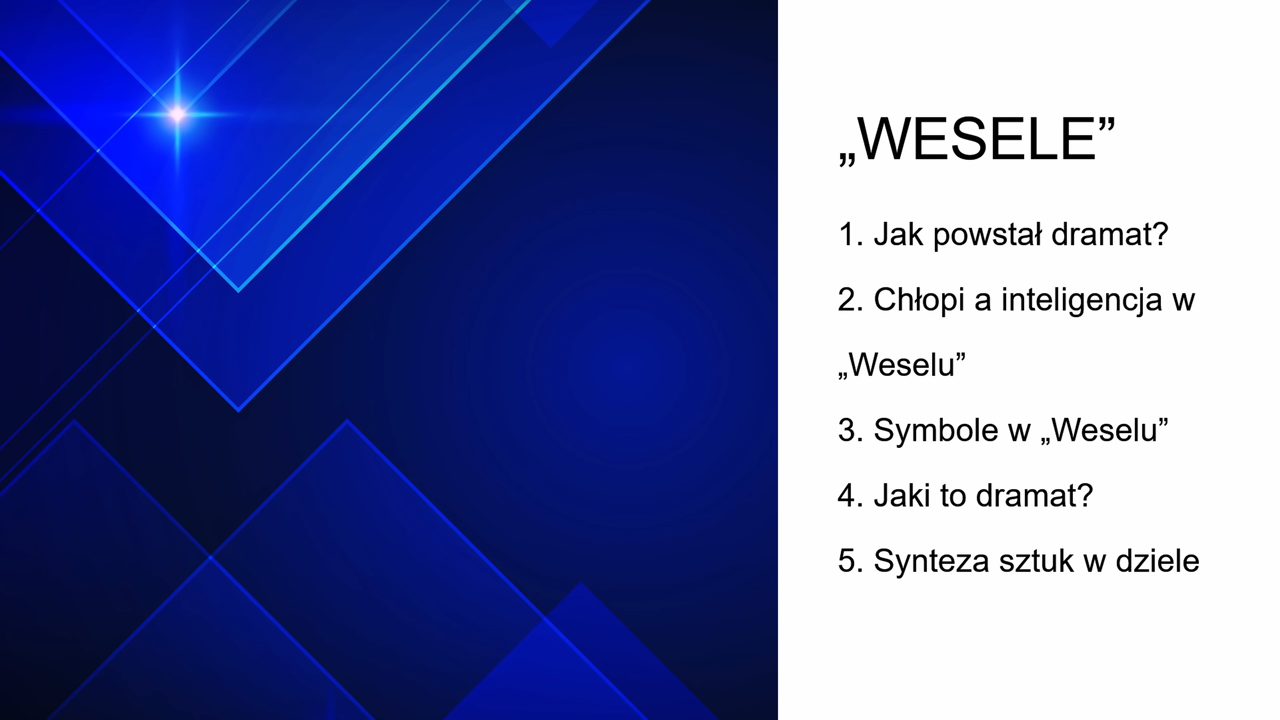 „WESELE”
1. Jak powstał dramat?
2. Chłopi a inteligencja w
„Weselu”
3. Symbole w „Weselu”
4. Jaki to dramat?
5. Synteza sztuk w dziele